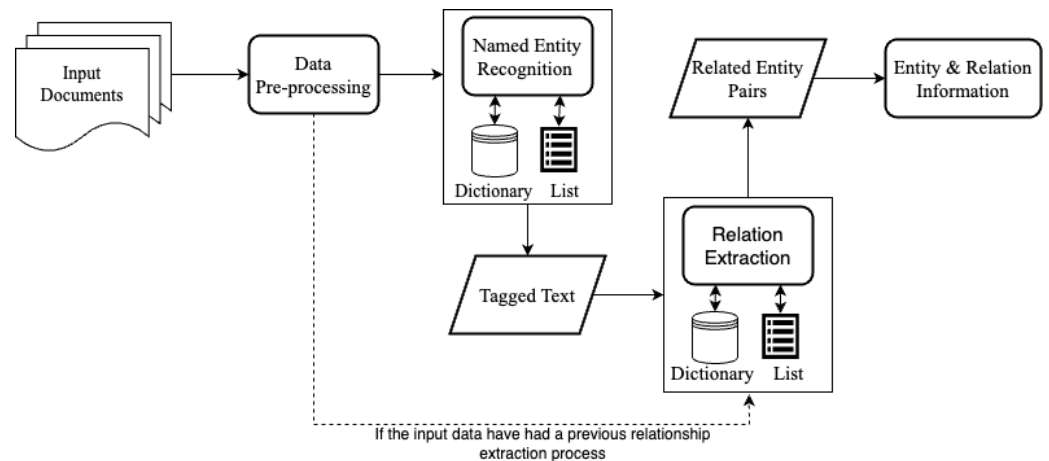 Input
Documents
Data
Pre-processing
Named Entity
Recognition
Dictionary
List
Tagged Text
Relation
Extraction
Dictionary
List
Related Entity
Pairs
Entity & Relation
Information
If the input data have had a previous relationship
extraction process